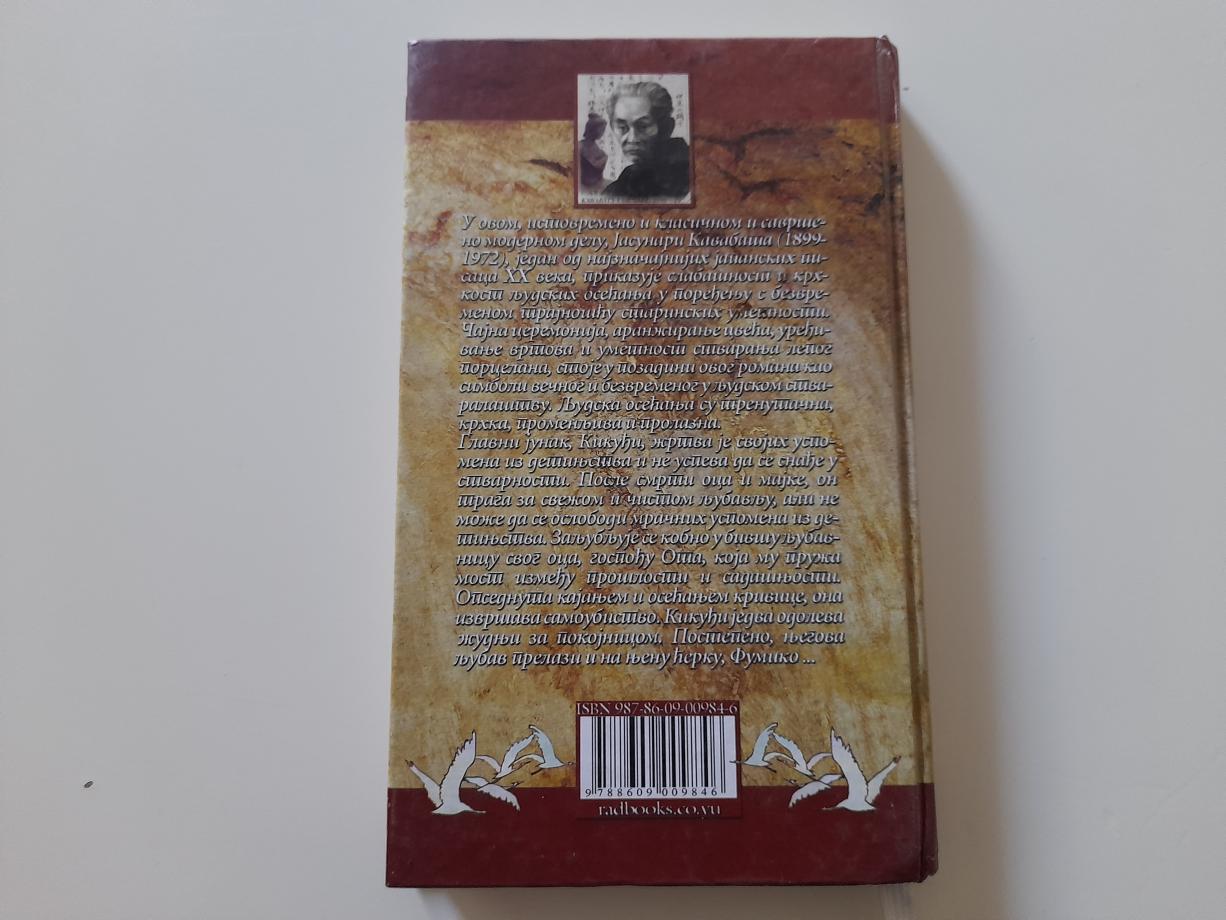 У овом, истовремено и класичном и саврше-
но модерном делу, Јасунари Кавабата (1899-
1972), један од најзначајнијих јапанских пи-
саца XX века, приказује слабашност и крх-
кост људских осећања у поређењу с безвре-
меном трајношћу старинских уметности.
Чајна церемонија, аранжирање цвећа, уређи-
вање вртова и уметност стварања лепог
порцелана, стоје у позадини овог романа као
симболи вечног и безвременог у људском ства-
ралаштву. Људска осећања су тренутачна,
крхка, променљива и пролазна.
Главни јунак, Кикуђи, жртва је својих успо-
мена из детињства и не успева да се снађе у
стварности. После смрти оца и мајке, он
трага за свежом и чистом љубављу, али не
може да се ослободи мрачних успомена из де-
тињства. Заљубљује се кобно у бившу љубав-
ницу свог оца, госпођу Ота, која му пружа
мост између прошлости и садашњости.
Опседнута кајањем и осећањем кривице, она
извршава самоубиство. Кикуђи једва одолева
жудњи за покојницом. Постепено, његова
љубав прелази и на њену ћерку, Фумико ...
ISBN 987-86-09-00984-6
9 788609 009846
radbooks.co.yu